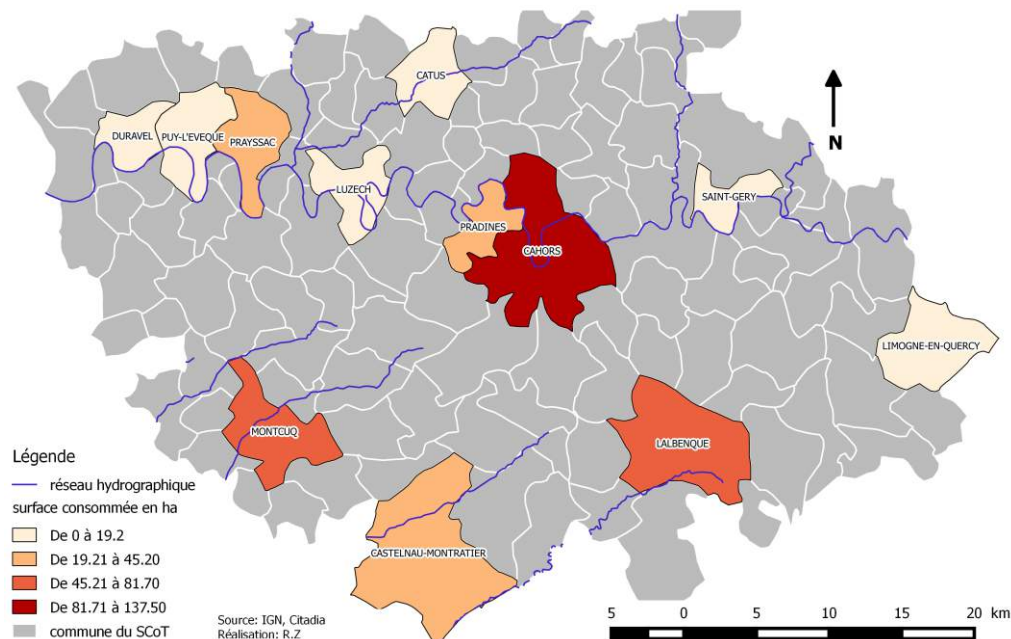 CATUS
DURAVEL
PUY-L'EVEQUE
PRAYSSAC
LUZECH
SAINT-GERY
PRADINES
CAHORS
N
LIMOGNE-EN-QUERCY
MONTCUQ
LALBENQUE
CASTELNAU-MONTRATIER
Légende
réseau hydrographique
surface consommée en ha
De 0 à 19.2
De 19.21 à 45.20
De 45.21 à 81.70
De 81.71 à 137.50
commune du SCoT
Source: IGN, Citadia
Réalisation: R.Z
5 0 5 10 15 20 km